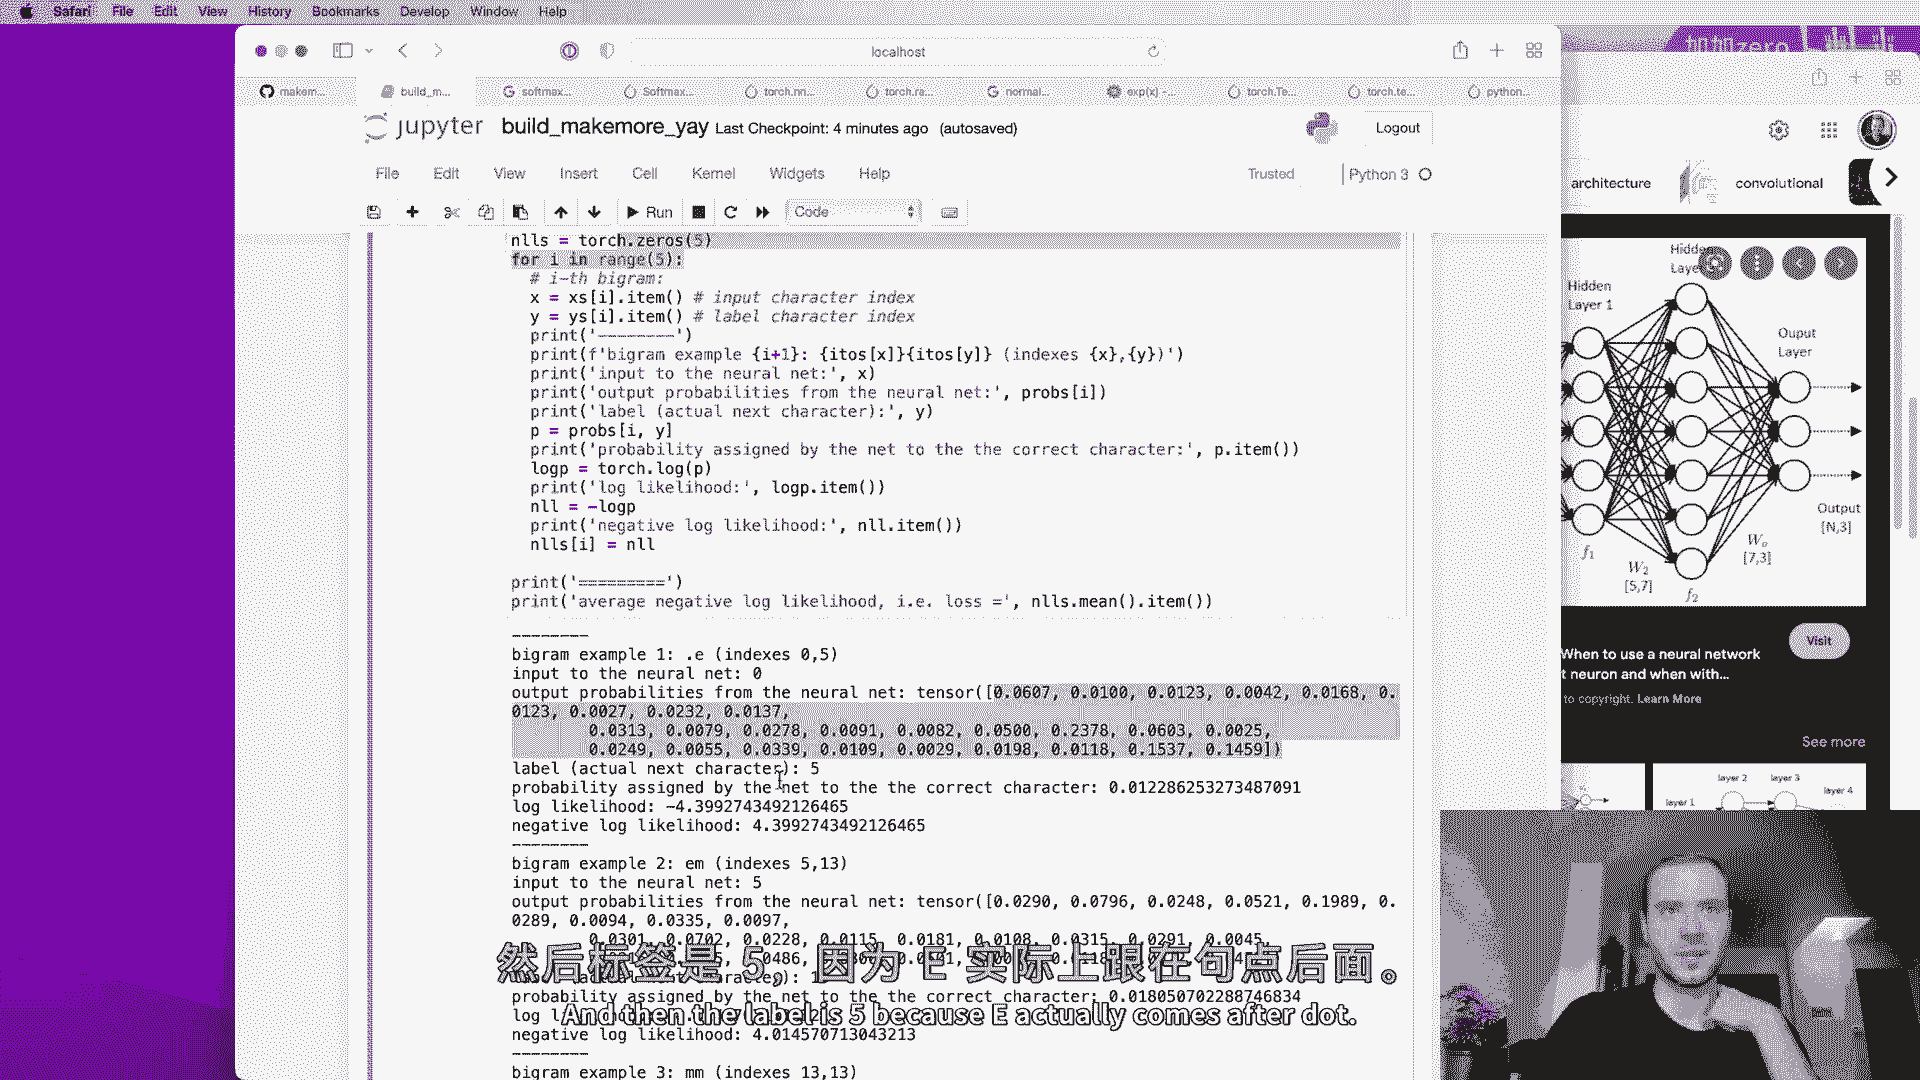 Safari File Edit View History Bookmarks Develop Window Help
localhost
makem... build_m... softmax... Softmax... torch.nn... torch.ra... normal... exp(x) -... torch.Te... torch.te... python...
jupyter build_makemore_yay Last Checkpoint: 4 minutes ago (autosaved)
Logout
File Edit View Insert Cell Kernel Widgets Help
Trusted
Python 3
Run
Code
nlls = torch.zeros(5)
for i in range(5):
# i-th bigram:
x = xs[i].item() # input character index
y = ys[i].item() # label character index
print('--------')
print(f'bigram example {i+1}: {itos[x]}{itos[y]} (indexes {x},{y})')
print('input to the neural net:', x)
print('output probabilities from the neural net:', probs[i])
print('label (actual next character):', y)
p = probs[i, y]
print('probability assigned by the net to the the correct character:', p.item())
logp = torch.log(p)
print('log likelihood:', logp.item())
nll = -logp
print('negative log likelihood:', nll.item())
nlls[i] = nll
print('=========')
print('average negative log likelihood, i.e. loss =', nlls.mean().item())
--------
bigram example 1: .e (indexes 0,5)
input to the neural net: 0
output probabilities from the neural net: tensor([0.0607, 0.0100, 0.0123, 0.0042, 0.0168, 0.
0123, 0.0027, 0.0232, 0.0137,
0.0313, 0.0079, 0.0278, 0.0091, 0.0082, 0.0500, 0.2378, 0.0603, 0.0025,
0.0249, 0.0055, 0.0339, 0.0109, 0.0029, 0.0198, 0.0118, 0.1537, 0.1459])
label (actual next character): 5
probability assigned by the net to the the correct character: 0.012286253273487091
log likelihood: -4.3992743492126465
negative log likelihood: 4.3992743492126465
--------
bigram example 2: em (indexes 5,13)
input to the neural net: 5
output probabilities from the neural net: tensor([0.0290, 0.0796, 0.0248, 0.0521, 0.1989, 0.
0289, 0.0094, 0.0335, 0.0097,
0.0301, 0.0702, 0.0228, 0.0115, 0.0181, 0.0108, 0.0315, 0.0291, 0.0045,
然后标签是 5，因为 E 实际上跟在句点后面。
probability assigned by the net to the the correct character: 0.018050702288746834
And then the label is 5 because E actually comes after dot.
negative log likelihood: 4.014570713043213
--------
bigram example 3: mm (indexes 13,13)
architecture
convolutional
Hidden
Layer 1
Ouput
Layer
Output
[N,3]
f1
W2
[5,7]
f2
Wo
[7,3]
Visit
When to use a neural network
t neuron and when with...
to copyright. Learn More
See more
layer 1
layer 2
layer 3
layer 4